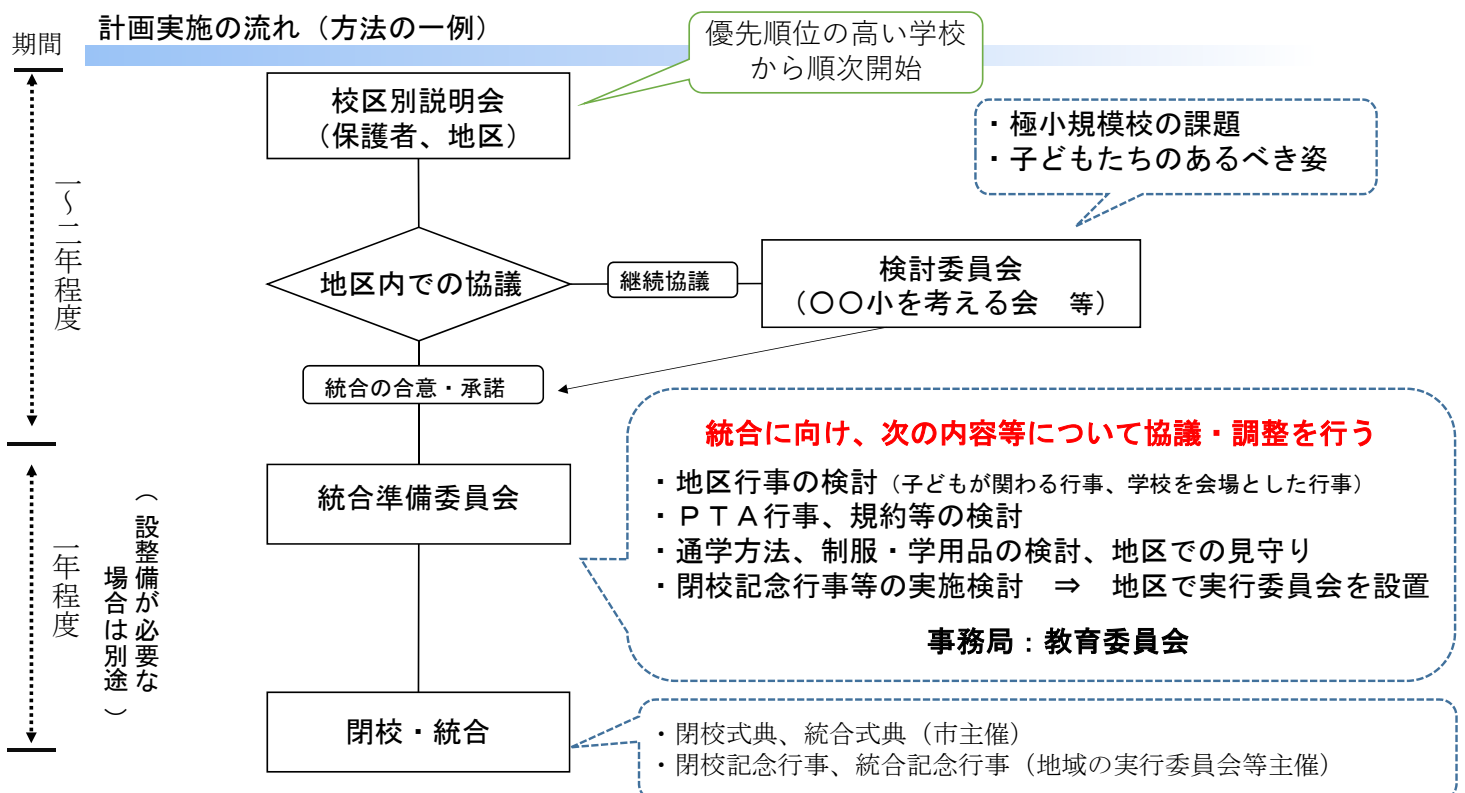 計画実施の流れ（方法の一例）
期間
優先順位の高い学校
から順次開始
校区別説明会
（保護者、地区）
・極小規模校の課題
・子どもたちのあるべき姿
一～二年程度
地区内での協議
継続協議
検討委員会
（〇〇小を考える会　等）
統合の合意・承諾
統合に向け、次の内容等について協議・調整を行う
・地区行事の検討（子どもが関わる行事、学校を会場とした行事）
・ＰＴＡ行事、規約等の検討
・通学方法、制服・学用品の検討、地区での見守り
・閉校記念行事等の実施検討　⇒　地区で実行委員会を設置
事務局：教育委員会
統合準備委員会
一年程度
（設整備が必要な
場合は別途）
閉校・統合
・閉校式典、統合式典（市主催）
・閉校記念行事、統合記念行事（地域の実行委員会等主催）